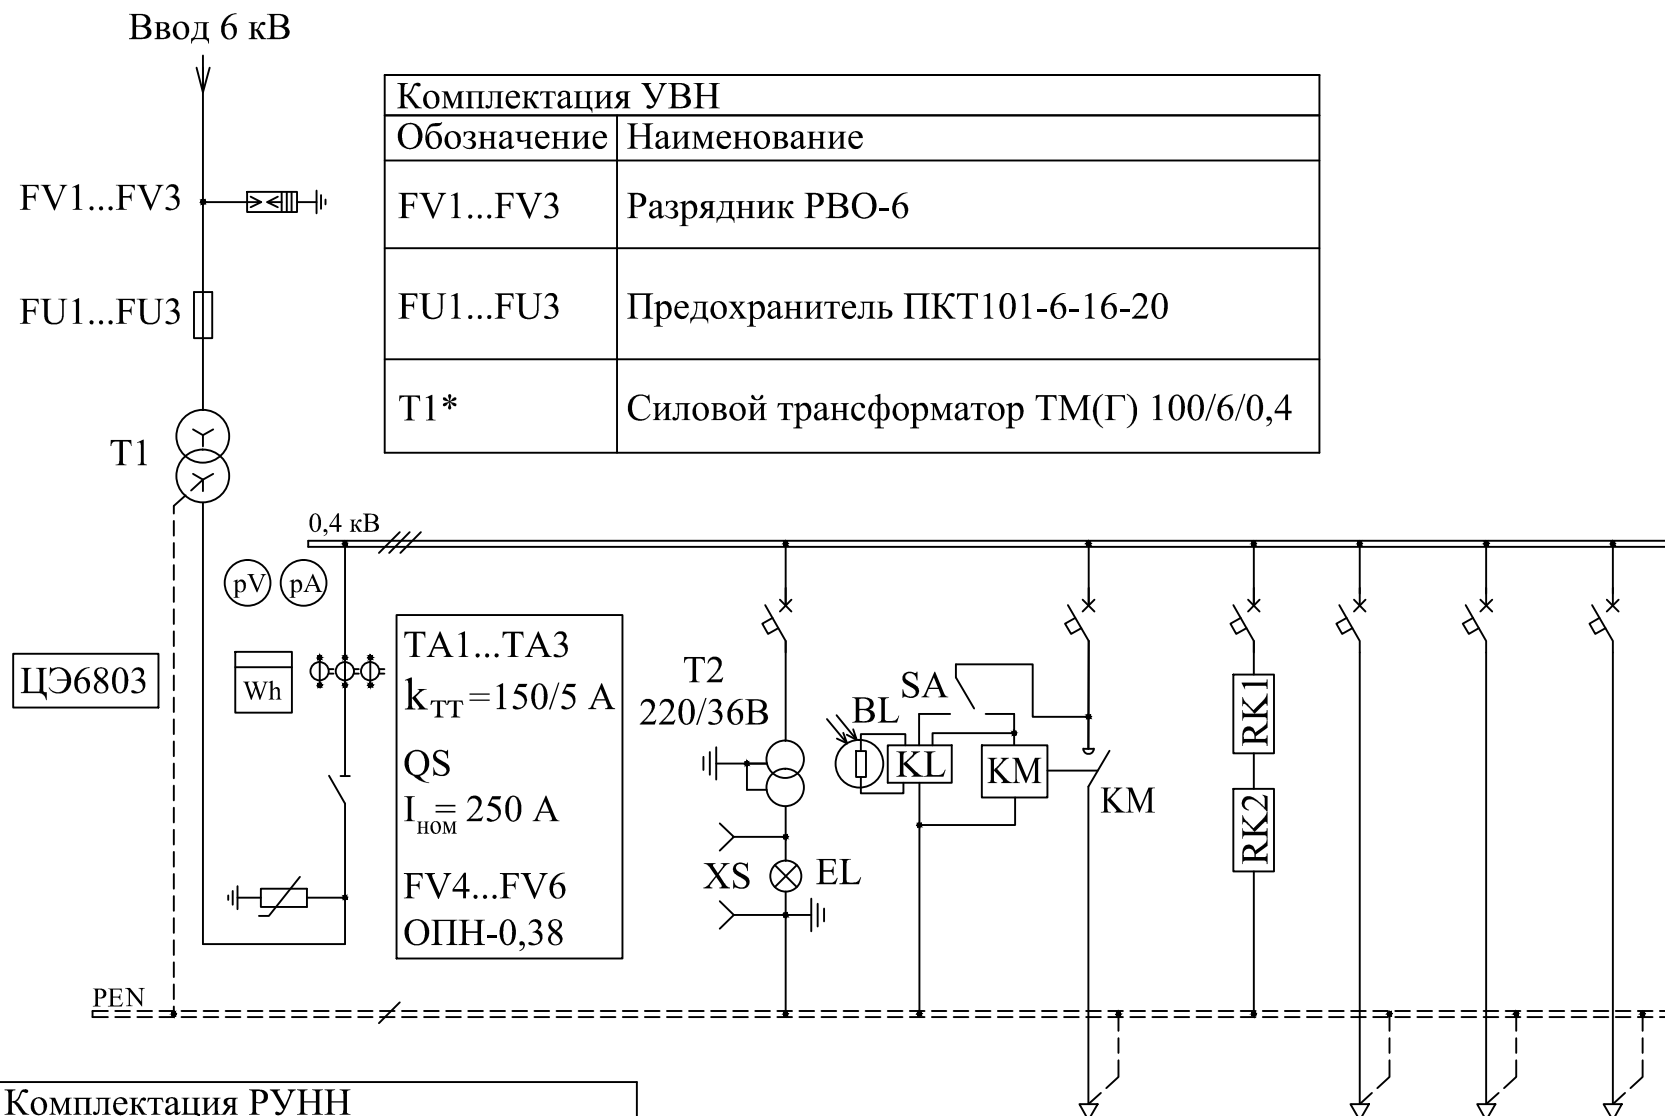 Ввод 6 кВ
Комплектация УВН
Обозначение Наименование
FV1...FV3
FV1...FV3 Разрядник РВО-6
FU1...FU3
FU1...FU3 Предохранитель ПКТ101-6-16-20
T1
T1* Силовой трансформатор ТМ(Г) 100/6/0,4
0,4 кВ
pV pA
ЦЭ6803
Wh
TA1...TA3
kТТ=150/5 А
QS
Iном= 250 А
FV4...FV6
ОПН-0,38
T2
220/36В
XS
EL
SA
BL
KL
KM
KM
RK1
RK2
PEN
Комплектация РУНН